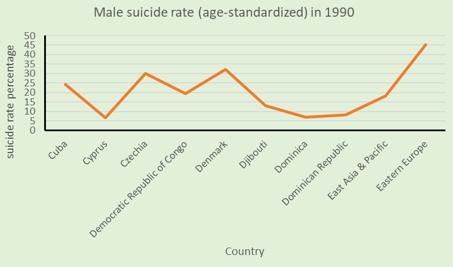 Male suicide rate (age-standardized) in 1990
suicide rate percentage
50
45
40
35
30
25
20
15
10
5
0
Cuba
Cyprus
Czechia
Democratic Republic of Congo
Denmark
Djibouti
Dominica
Dominican Republic
East Asia & Pacific
Eastern Europe
Country